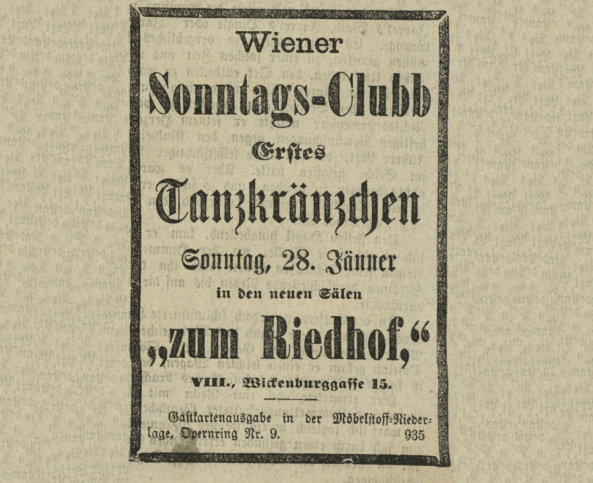 Wiener
Sonntags-Clubb
Erstes
Tanzkränzchen
Sonntag, 28. Jänner
in den neuen Sälen
„zum Riedhof,“
VIII., Wickenburggasse 15.
Gastkartenausgabe in der Möbelstoff-Nieder-
lage, Opernring Nr. 9. 935